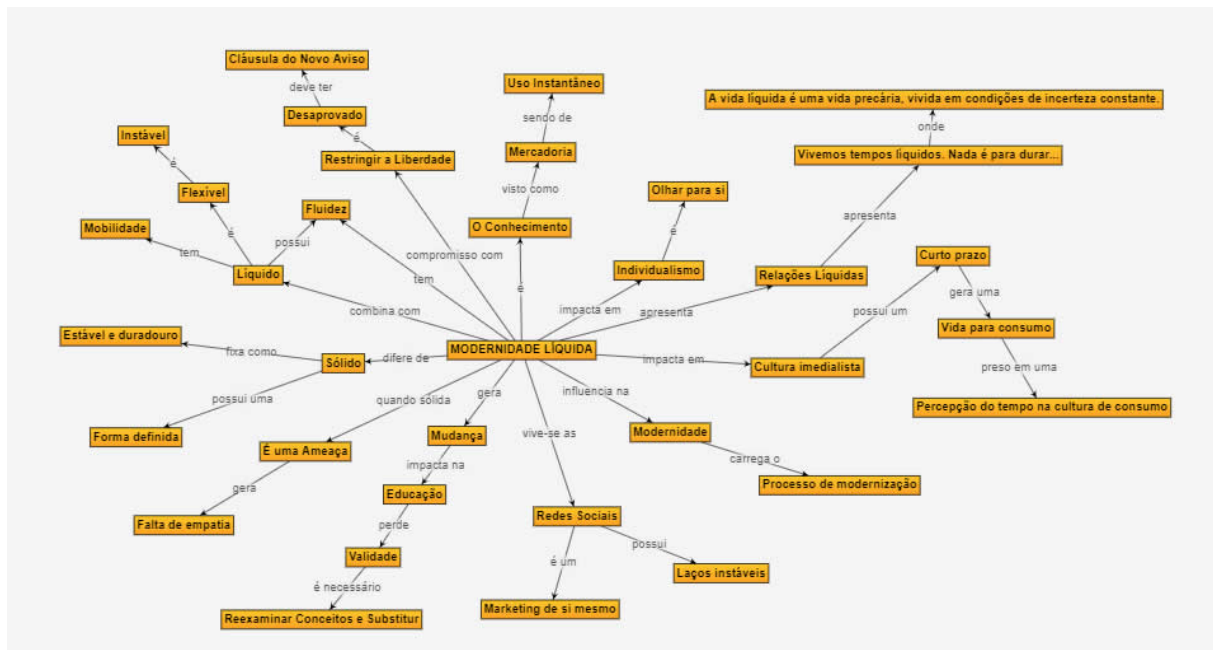 Cláusula do Novo Aviso
deve ter
Desaprovado
é
Restringir a Liberdade
compromisso com
Uso Instantâneo
sendo de
Mercadoria
visto como
O Conhecimento
é
A vida líquida é uma vida precária, vivida em condições de incerteza constante.
onde
Vivemos tempos líquidos. Nada é para durar...
apresenta
Relações Líquidas
apresenta
Olhar para si
é
Individualismo
impacta em
Instável
é
Flexível
é
Mobilidade
tem
Líquido
possui
Fluidez
tem
combina com
Curto prazo
possui um
gera uma
Vida para consumo
preso em uma
Percepção do tempo na cultura de consumo
Cultura imedialista
impacta em
MODERNIDADE LÍQUIDA
Estável e duradouro
fixa como
Sólido
difere de
possui uma
Forma definida
quando sólida
É uma Ameaça
gera
Falta de empatia
gera
Mudança
impacta na
Educação
perde
Validade
é necessário
Reexaminar Conceitos e Substitur
vive-se as
Redes Sociais
é um
Marketing de si mesmo
possui
Laços instáveis
influencia na
Modernidade
carrega o
Processo de modernização